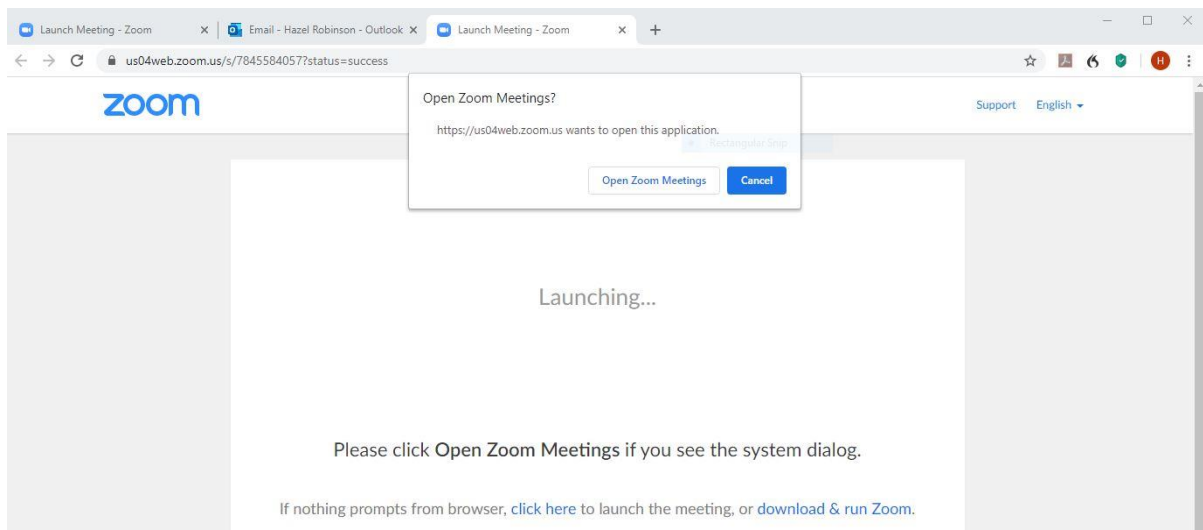 Launch Meeting - Zoom
Email - Hazel Robinson - Outlook
Launch Meeting - Zoom
us04web.zoom.us/s/7845584057?status=success
H
zoom
Support English
Open Zoom Meetings?
https://us04web.zoom.us wants to open this application.
Rectangular Snip
Open Zoom Meetings Cancel
Launching...
Please click Open Zoom Meetings if you see the system dialog.
If nothing prompts from browser, click here to launch the meeting, or download & run Zoom.